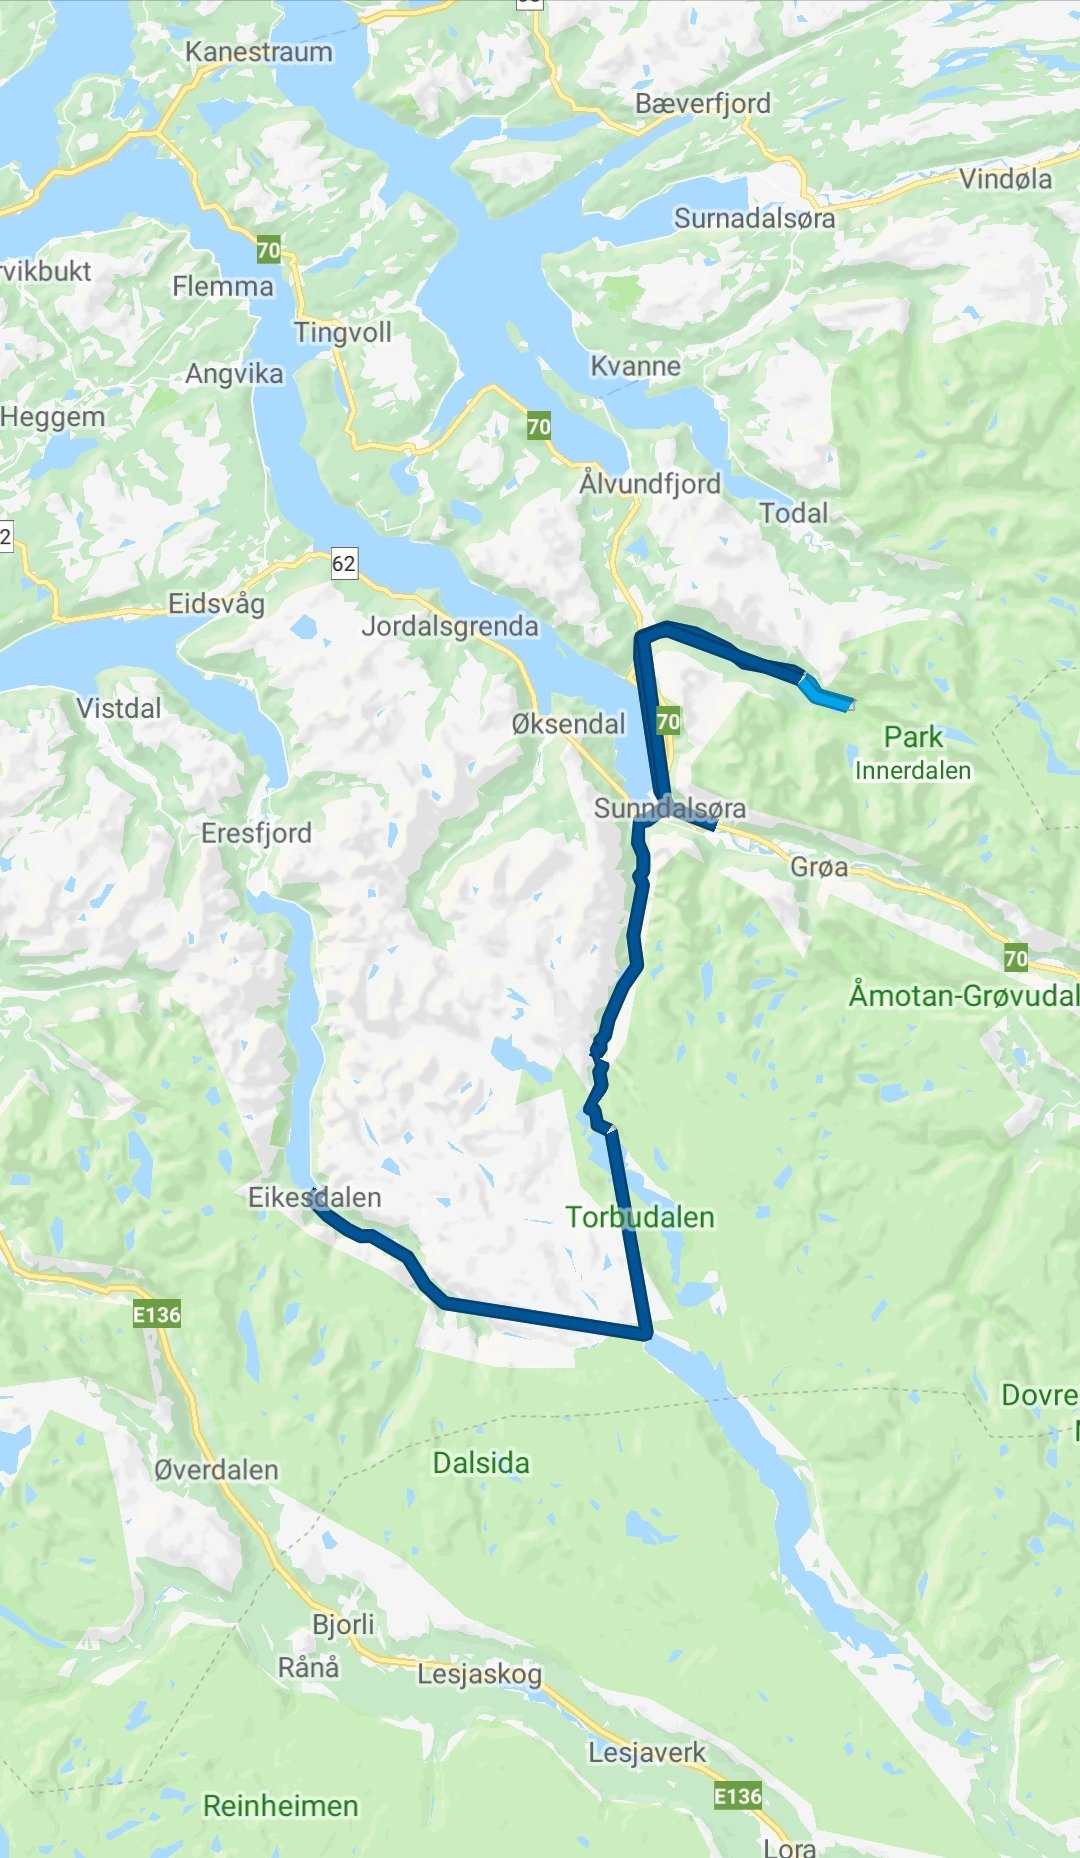 Kanestraum
Bæverfjord
Vindøla
Surnadalsøra
70
rvikbukt
Flemma
Tingvoll
Kvanne
Angvika
Heggem
70
Ålvundfjord
Todal
2
62
Eidsvåg
Jordalsgrenda
Vistdal
Øksendal
70
Park
Innerdalen
Sunndalsøra
Eresfjord
Grøa
70
Åmotan-Grøvudal
Eikesdalen
Torbudalen
E136
Dovre
Dalsida
Øverdalen
Bjorli
Rånå
Lesjaskog
Lesjaverk
E136
Reinheimen
Lora